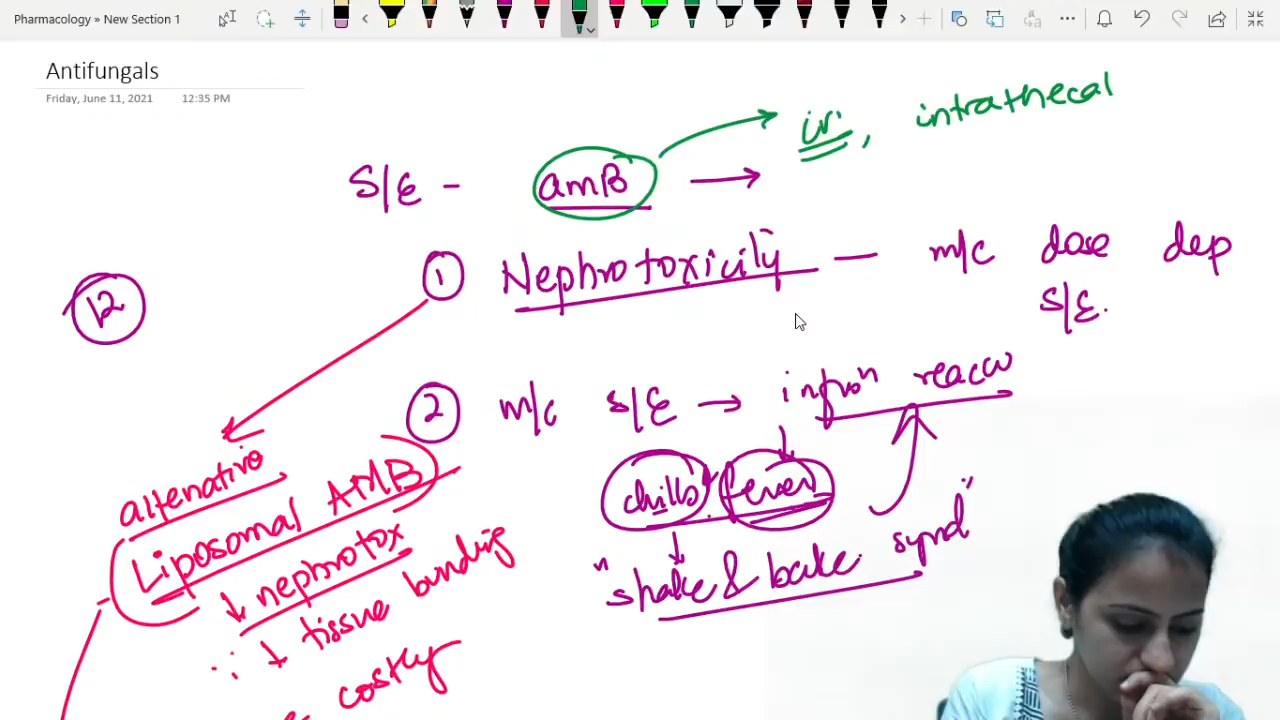 Pharmacology » New Section 1
Antifungals
Friday, June 11, 2021 12:35 PM
iv, intrathecal
S/E - amB →
① Nephrotoxicity — m/c dose dep
S/E.
12
② m/c S/E → infusn reacn
alternative
Liposomal AMB
chills, fever
"shake & bake synd"
↓ nephrotox
∵ ↓ tissue binding
costly